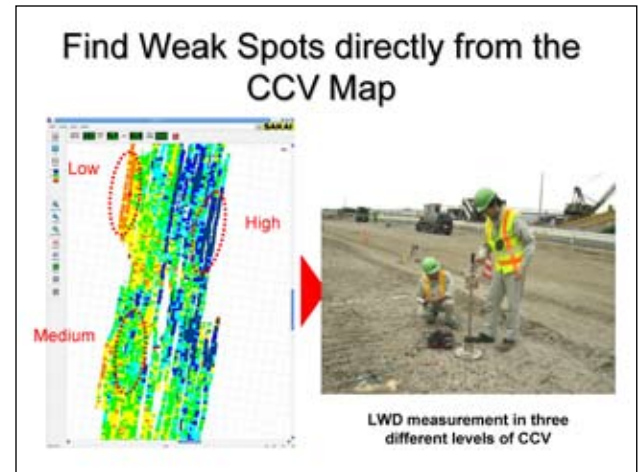 Find Weak Spots directly from the
CCV Map
SAKAI
Low
High
Medium
LWD measurement in three
different levels of CCV